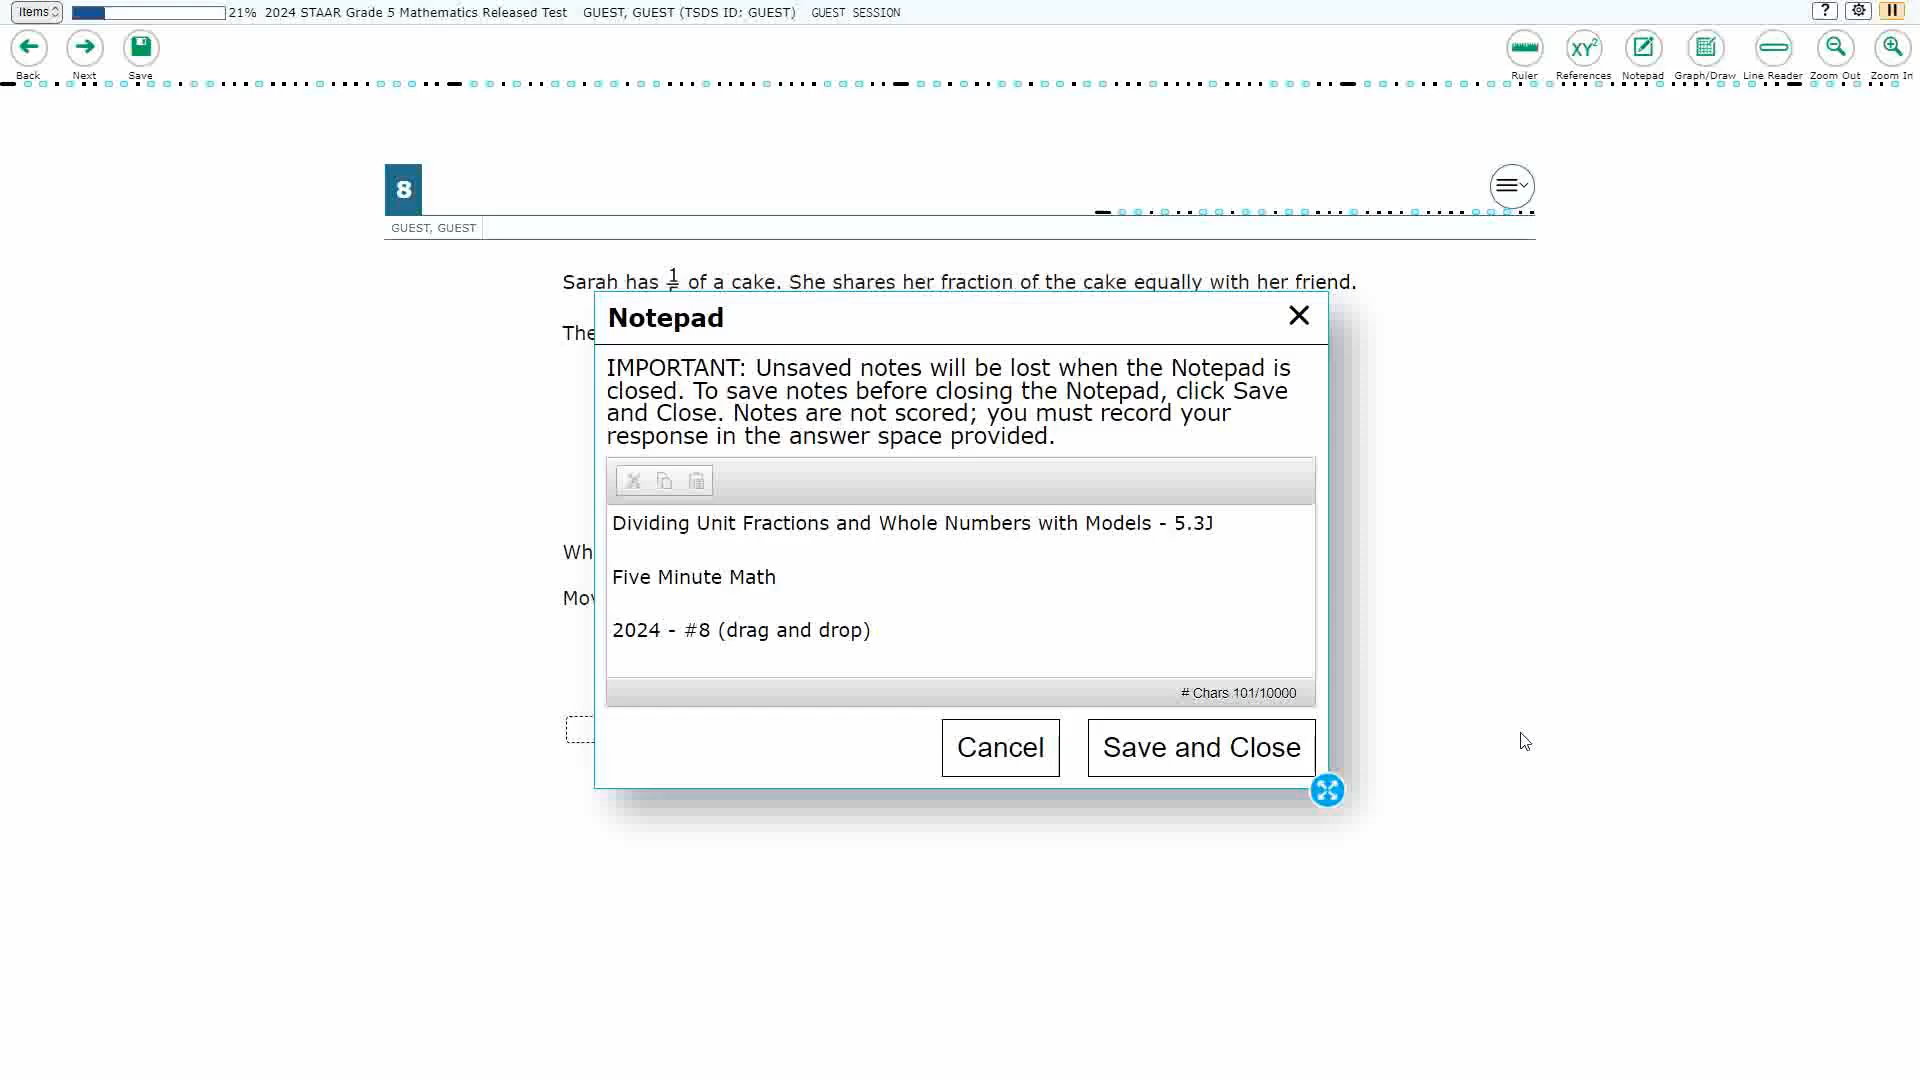 Items
21% 2024 STAAR Grade 5 Mathematics Released Test GUEST, GUEST (TSDS ID: GUEST) GUEST SESSION
?
Back Next Save
XY2
Ruler References Notepad Graph/Draw Line Reader Zoom Out Zoom In
8
GUEST, GUEST
Sarah has 1 of a cake. She shares her fraction of the cake equally with her friend.
Notepad
The
IMPORTANT: Unsaved notes will be lost when the Notepad is
closed. To save notes before closing the Notepad, click Save
and Close. Notes are not scored; you must record your
response in the answer space provided.
Dividing Unit Fractions and Whole Numbers with Models - 5.3J
Wh
Five Minute Math
Mov
2024 - #8 (drag and drop)
# Chars 101/10000
Cancel Save and Close